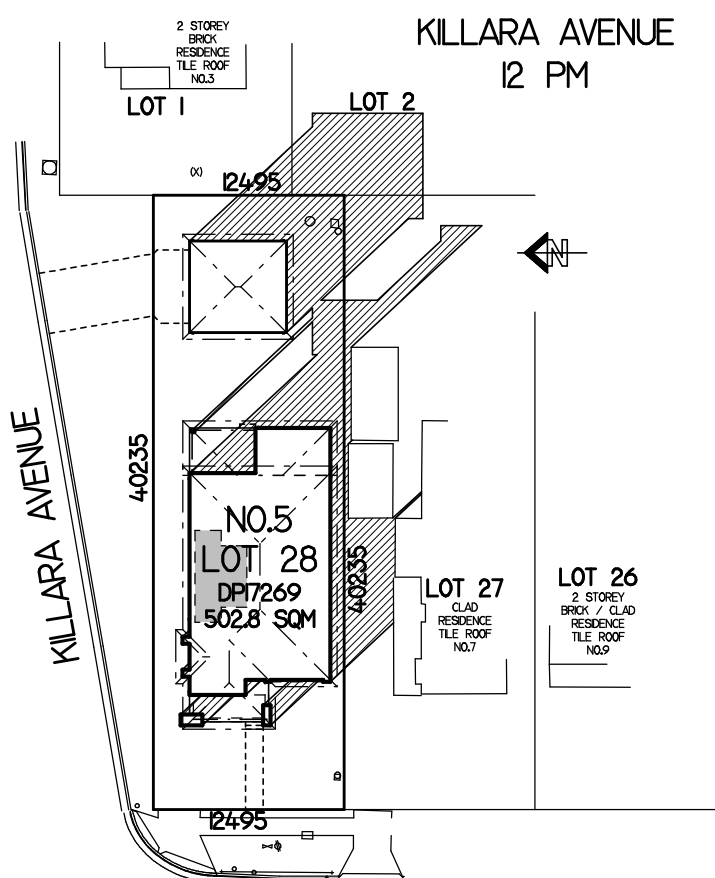 KILLARA AVENUE
12 PM
2 STOREY
BRICK
RESIDENCE
TILE ROOF
NO.3
LOT 1
LOT 2
(X)
12495
N
KILLARA AVENUE
40235
NO.5
LOT 28
DP17269
502.8 SQM
40235
LOT 27
CLAD
RESIDENCE
TILE ROOF
NO.7
LOT 26
2 STOREY
BRICK / CLAD
RESIDENCE
TILE ROOF
NO.9
12495